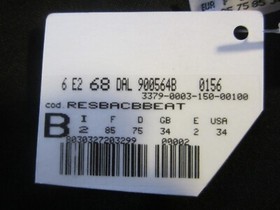 6 E2 68 DAL 900564B 0156
3379-0003-150-00100
cod. RESBACBBEAT
B I F D GB E USA
2 85 75 34 2 34
8030327203299 00002